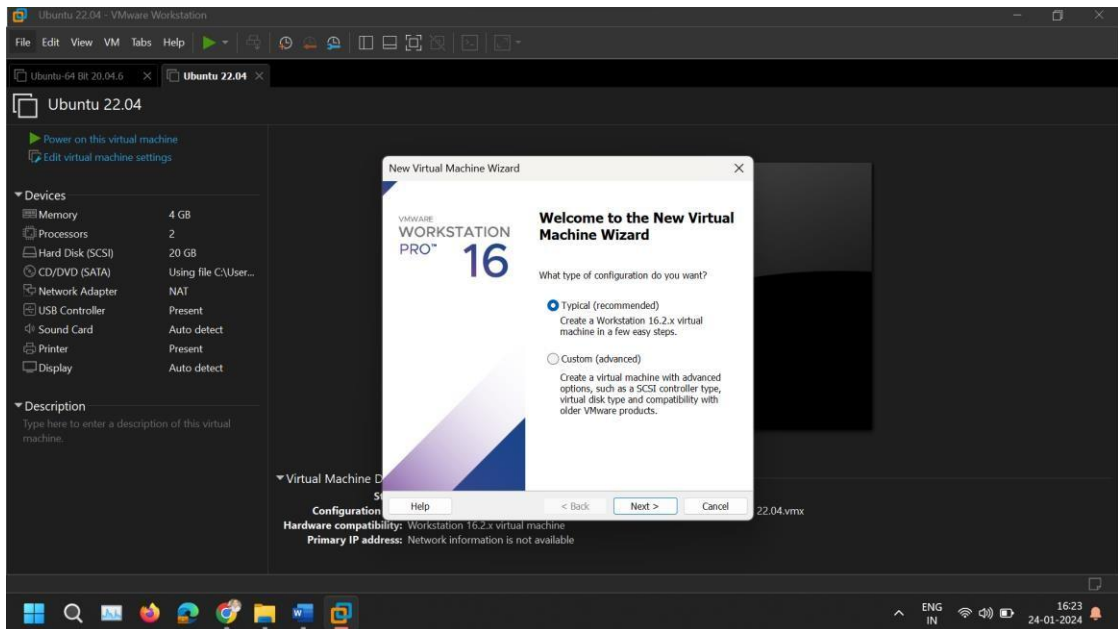 Ubuntu 22.04 - VMware Workstation
File Edit View VM Tabs Help
Ubuntu-64 Bit 20.04.6
Ubuntu 22.04
Ubuntu 22.04
Power on this virtual machine
Edit virtual machine settings
Devices
Memory 4 GB
Processors 2
Hard Disk (SCSI) 20 GB
CD/DVD (SATA) Using file C:\User...
Network Adapter NAT
USB Controller Present
Sound Card Auto detect
Printer Present
Display Auto detect
Description
Type here to enter a description of this virtual
machine.
New Virtual Machine Wizard
VMWARE
WORKSTATION
PRO™ 16
Welcome to the New Virtual
Machine Wizard
What type of configuration do you want?
Typical (recommended)
Create a Workstation 16.2.x virtual
machine in a few easy steps.
Custom (advanced)
Create a virtual machine with advanced
options, such as a SCSI controller type,
virtual disk type and compatibility with
older VMware products.
Help < Back Next > Cancel
Virtual Machine D
St
Configuration 22.04.vmx
Hardware compatibility: Workstation 16.2.x virtual machine
Primary IP address: Network information is not available
ENG
IN
16:23
24-01-2024